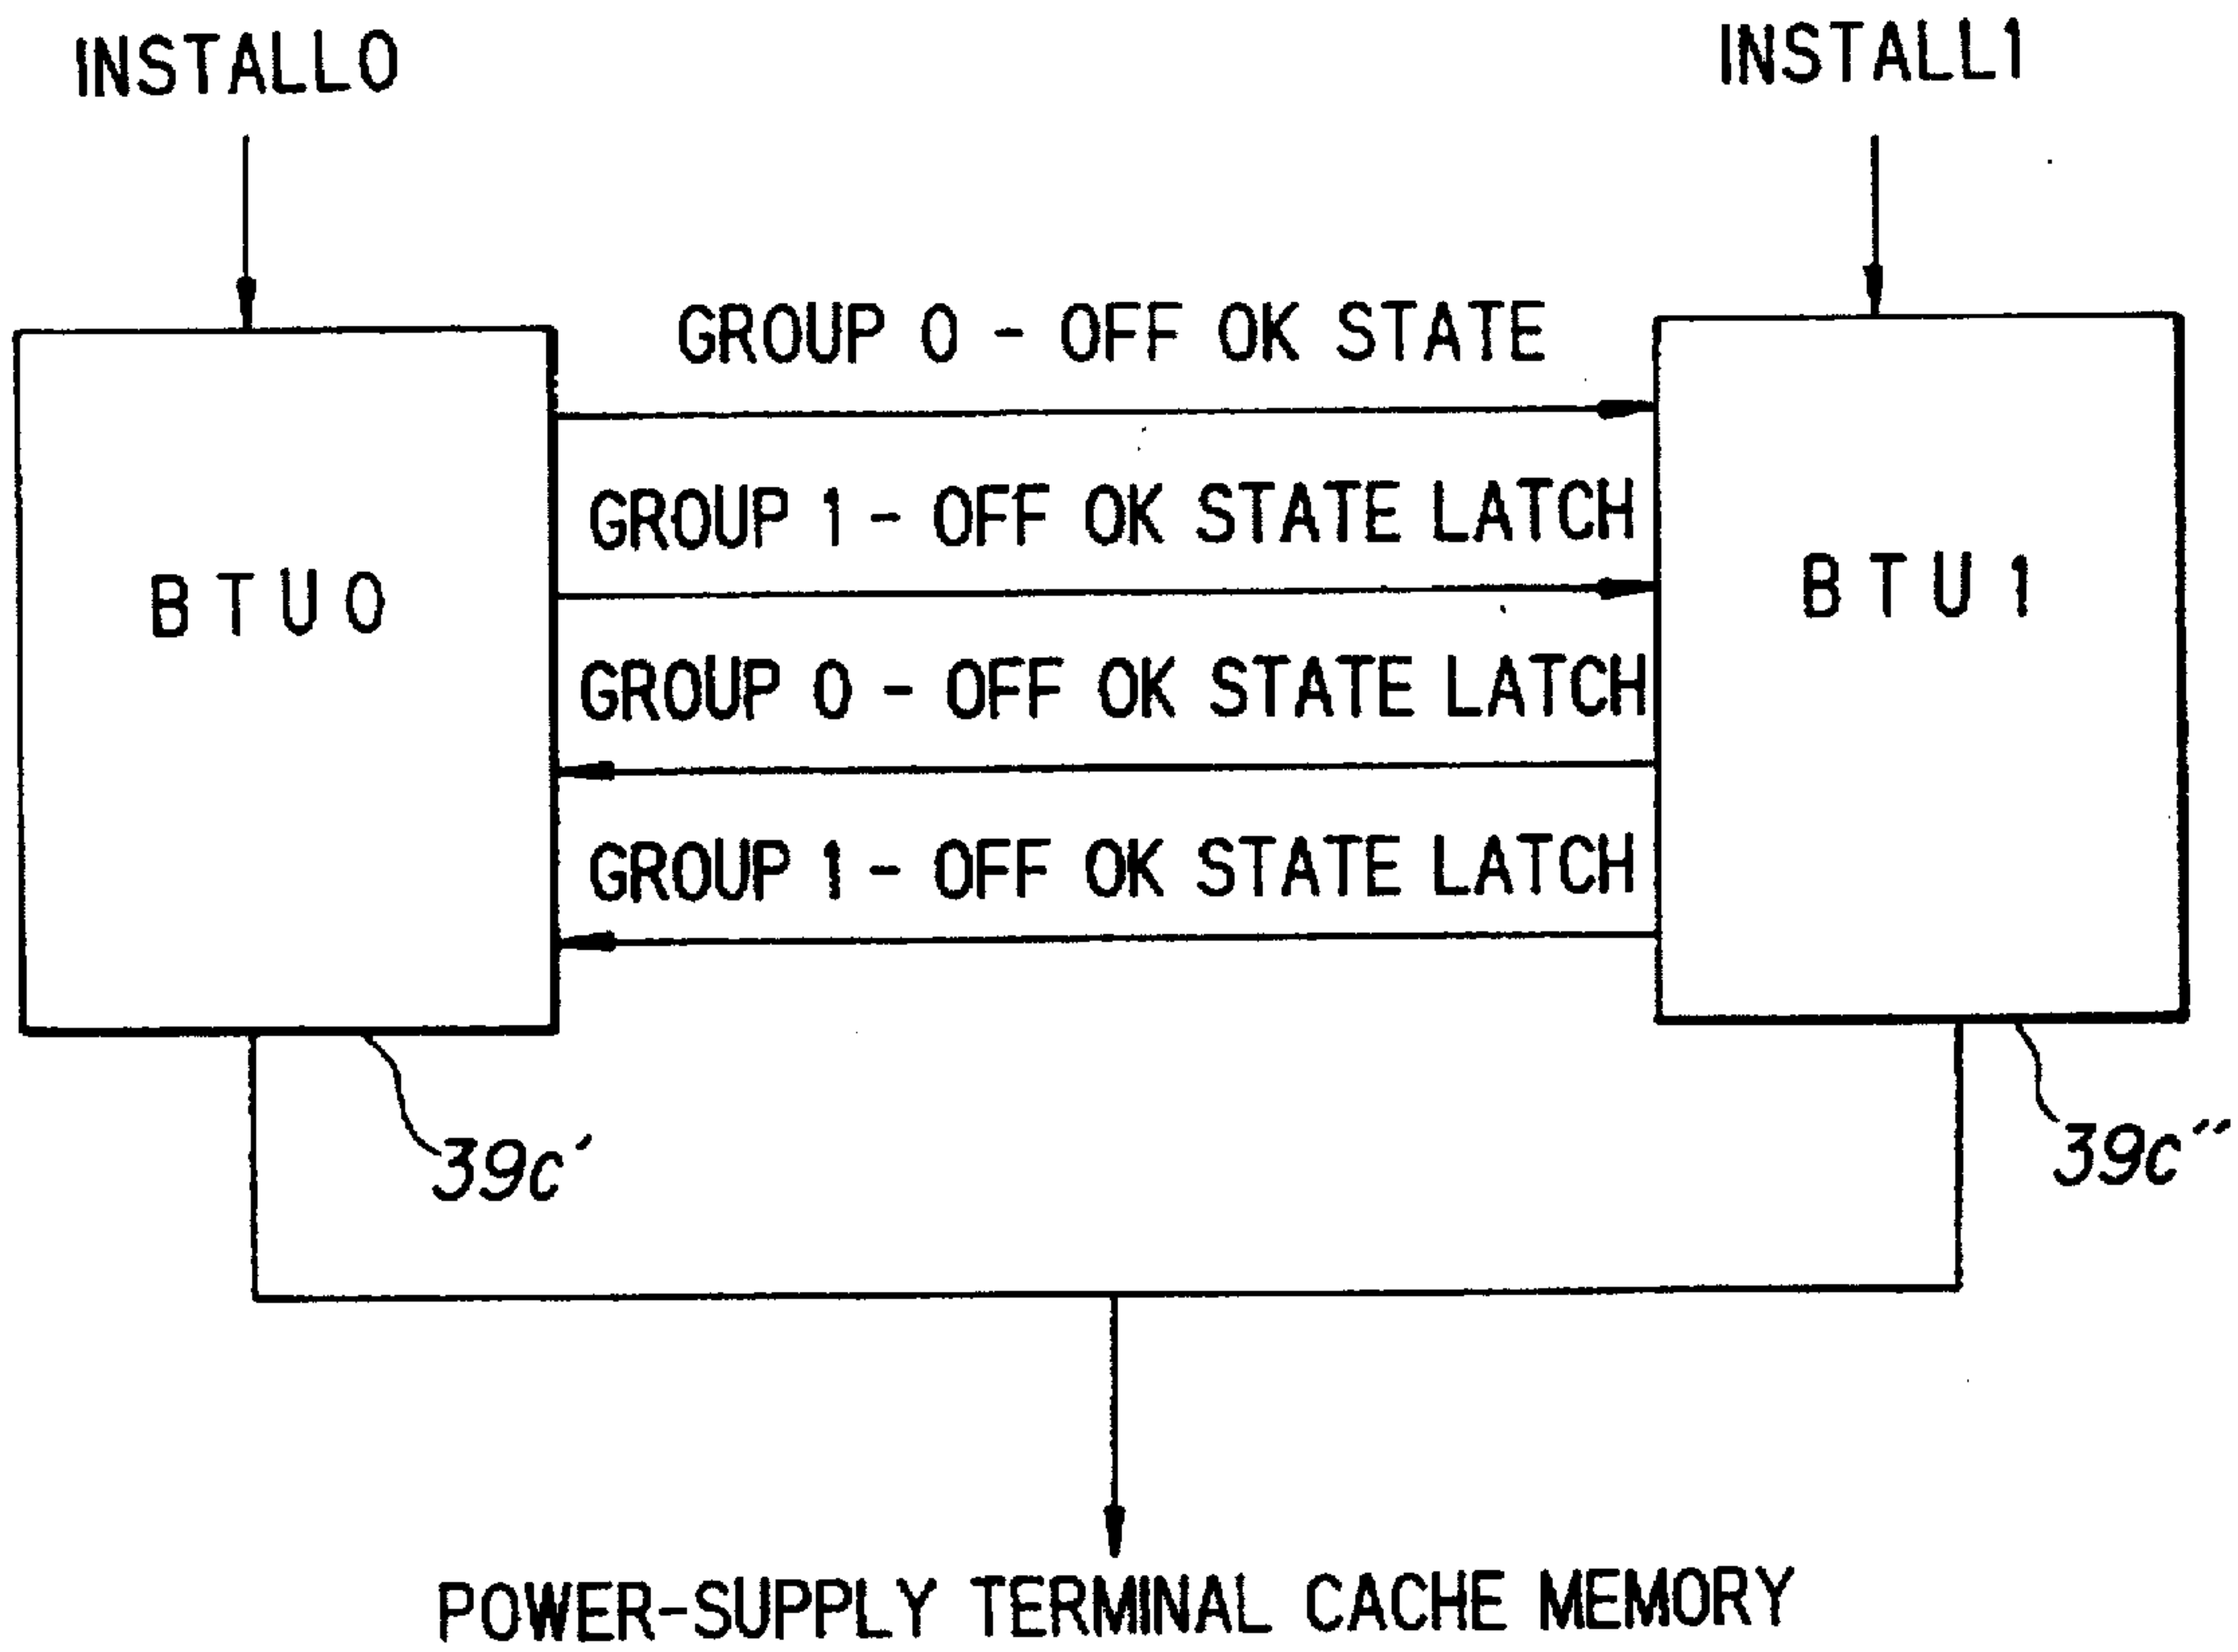 INSTALL0
INSTALL1
GROUP 0 - OFF OK STATE
GROUP 1 - OFF OK STATE LATCH
BTU0
BTU1
GROUP 0 - OFF OK STATE LATCH
GROUP 1 - OFF OK STATE LATCH
39c′
39c″
POWER-SUPPLY TERMINAL CACHE MEMORY